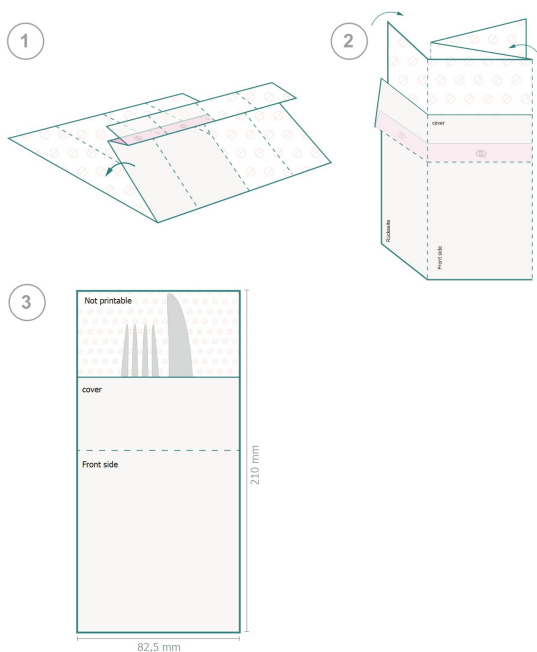 1
2
cover
Rückseite
Front side
3
Not printable
cover
Front side
210 mm
82,5 mm